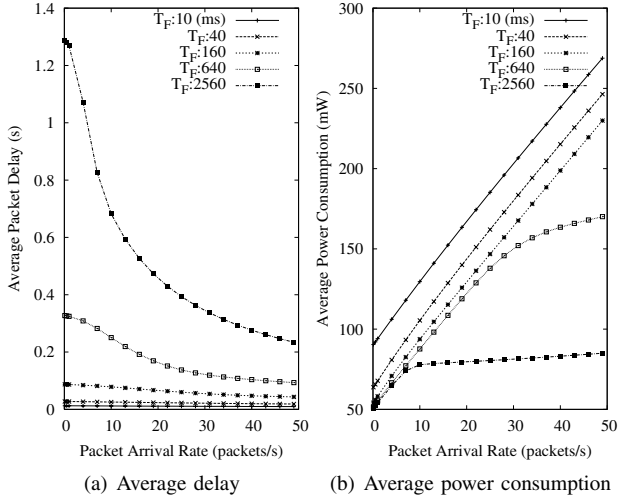 T_F:10 (ms)
T_F:40
T_F:160
T_F:640
T_F:2560
1.4
1.2
1
0.8
0.6
0.4
0.2
0
Average Packet Delay (s)
0 10 20 30 40 50
Packet Arrival Rate (packets/s)
(a) Average delay
T_F:10 (ms)
T_F:40
T_F:160
T_F:640
T_F:2560
300
250
200
150
100
50
Average Power Consumption (mW)
0 10 20 30 40 50
Packet Arrival Rate (packets/s)
(b) Average power consumption